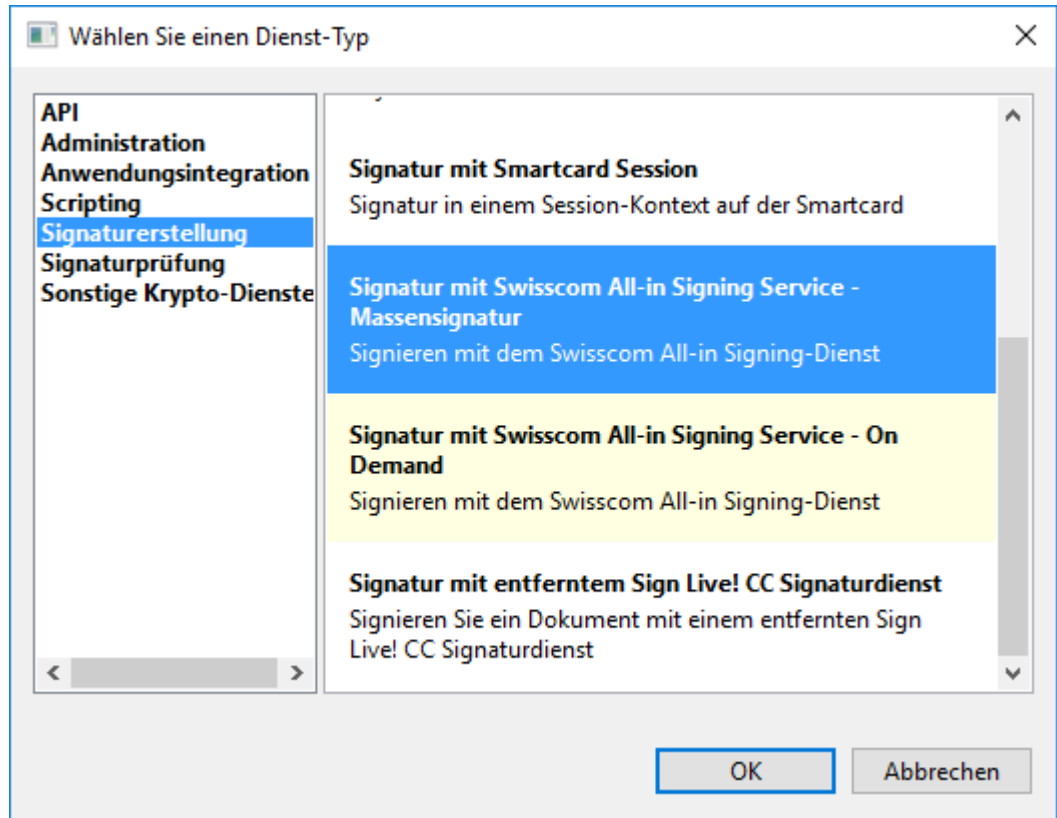 Wählen Sie einen Dienst-Typ
API
Administration
Anwendungsintegration
Scripting
Signaturerstellung
Signaturprüfung
Sonstige Krypto-Dienste
Signatur mit Smartcard Session
Signatur in einem Session-Kontext auf der Smartcard
Signatur mit Swisscom All-in Signing Service -
Massensignatur
Signieren mit dem Swisscom All-in Signing-Dienst
Signatur mit Swisscom All-in Signing Service - On
Demand
Signieren mit dem Swisscom All-in Signing-Dienst
Signatur mit entferntem Sign Live! CC Signaturdienst
Signieren Sie ein Dokument mit einem entfernten Sign
Live! CC Signaturdienst
OK
Abbrechen